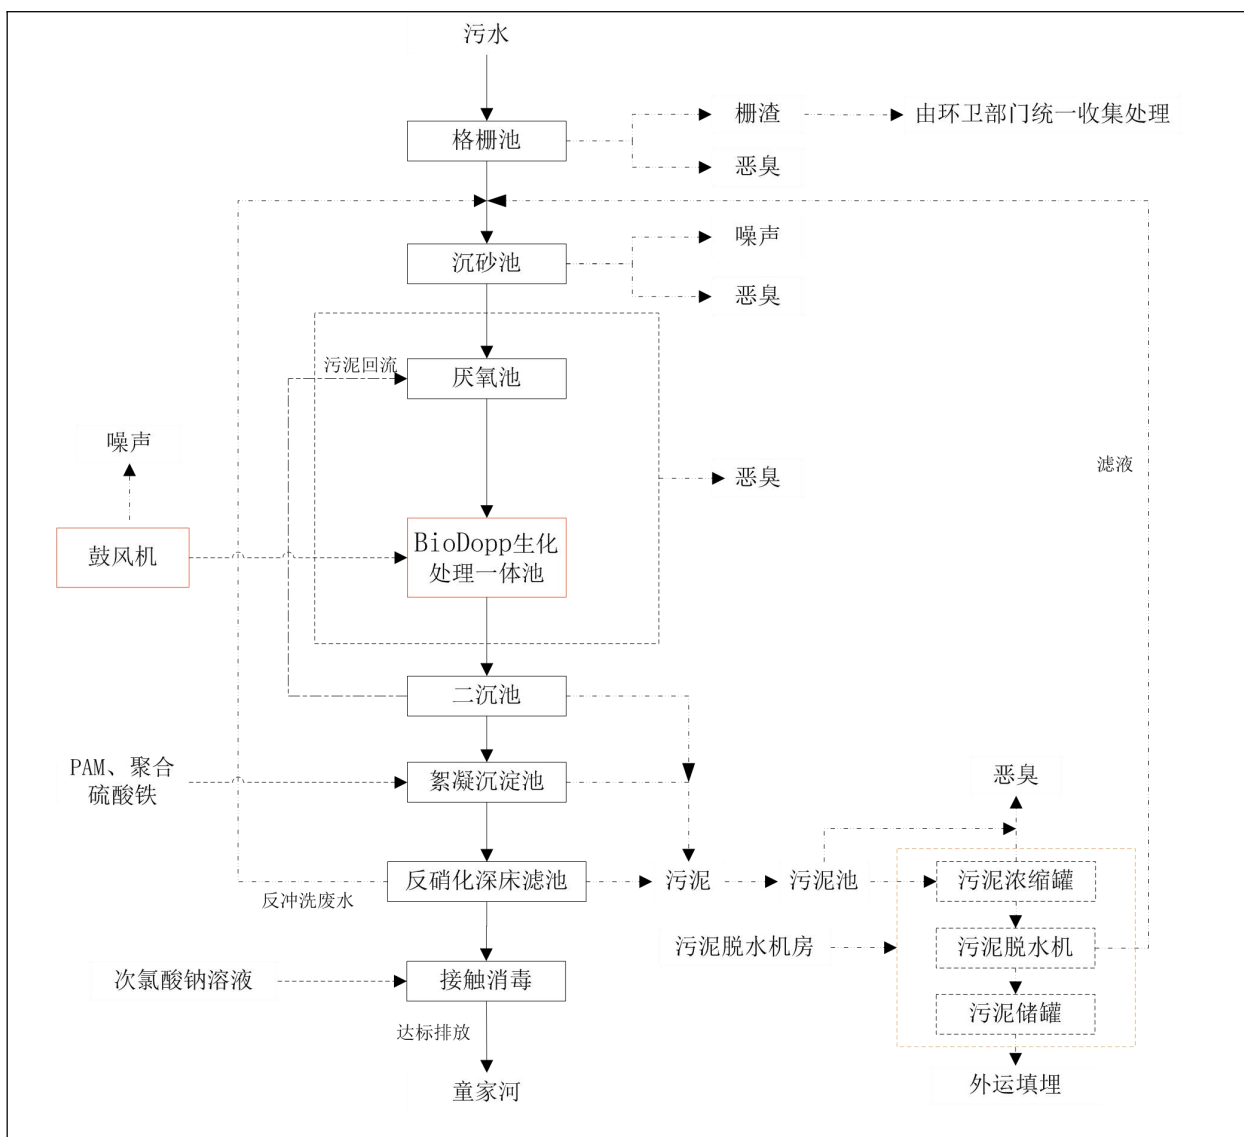 污水
栅渣
由环卫部门统一收集处理
格栅池
恶臭
噪声
沉砂池
恶臭
污泥回流
厌氧池
噪声
滤液
恶臭
鼓风机
BioDopp生化
处理一体池
二沉池
PAM、聚合
硫酸铁
絮凝沉淀池
恶臭
反硝化深床滤池
污泥
污泥池
污泥浓缩罐
反冲洗废水
污泥脱水机房
污泥脱水机
次氯酸钠溶液
接触消毒
污泥储罐
达标排放
童家河
外运填埋